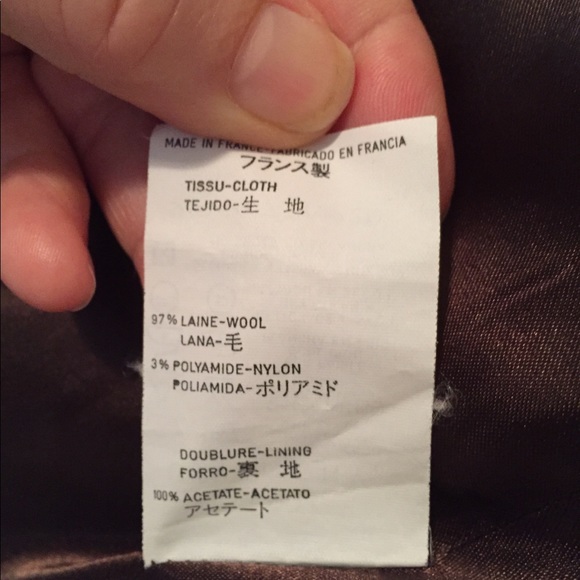 MADE IN FRANCE-FABRICADO EN FRANCIA
フランス製
TISSU-CLOTH
TEJIDO-生 地
97% LAINE-WOOL
LANA-毛
3% POLYAMIDE-NYLON
POLIAMIDA-ポリアミド
DOUBLURE-LINING
FORRO-裏 地
100% ACETATE-ACETATO
アセテート